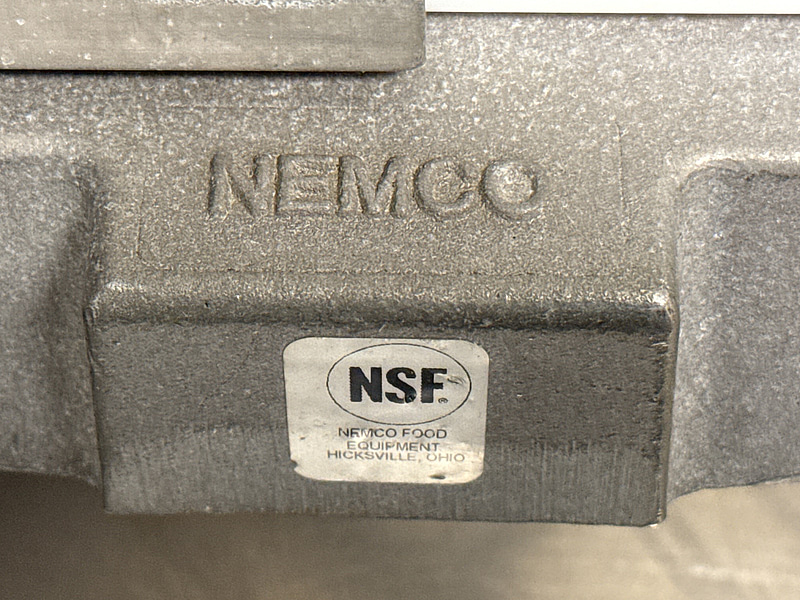 NEMCO
NSF
NEMCO FOOD
EQUIPMENT
HICKSVILLE, OHIO